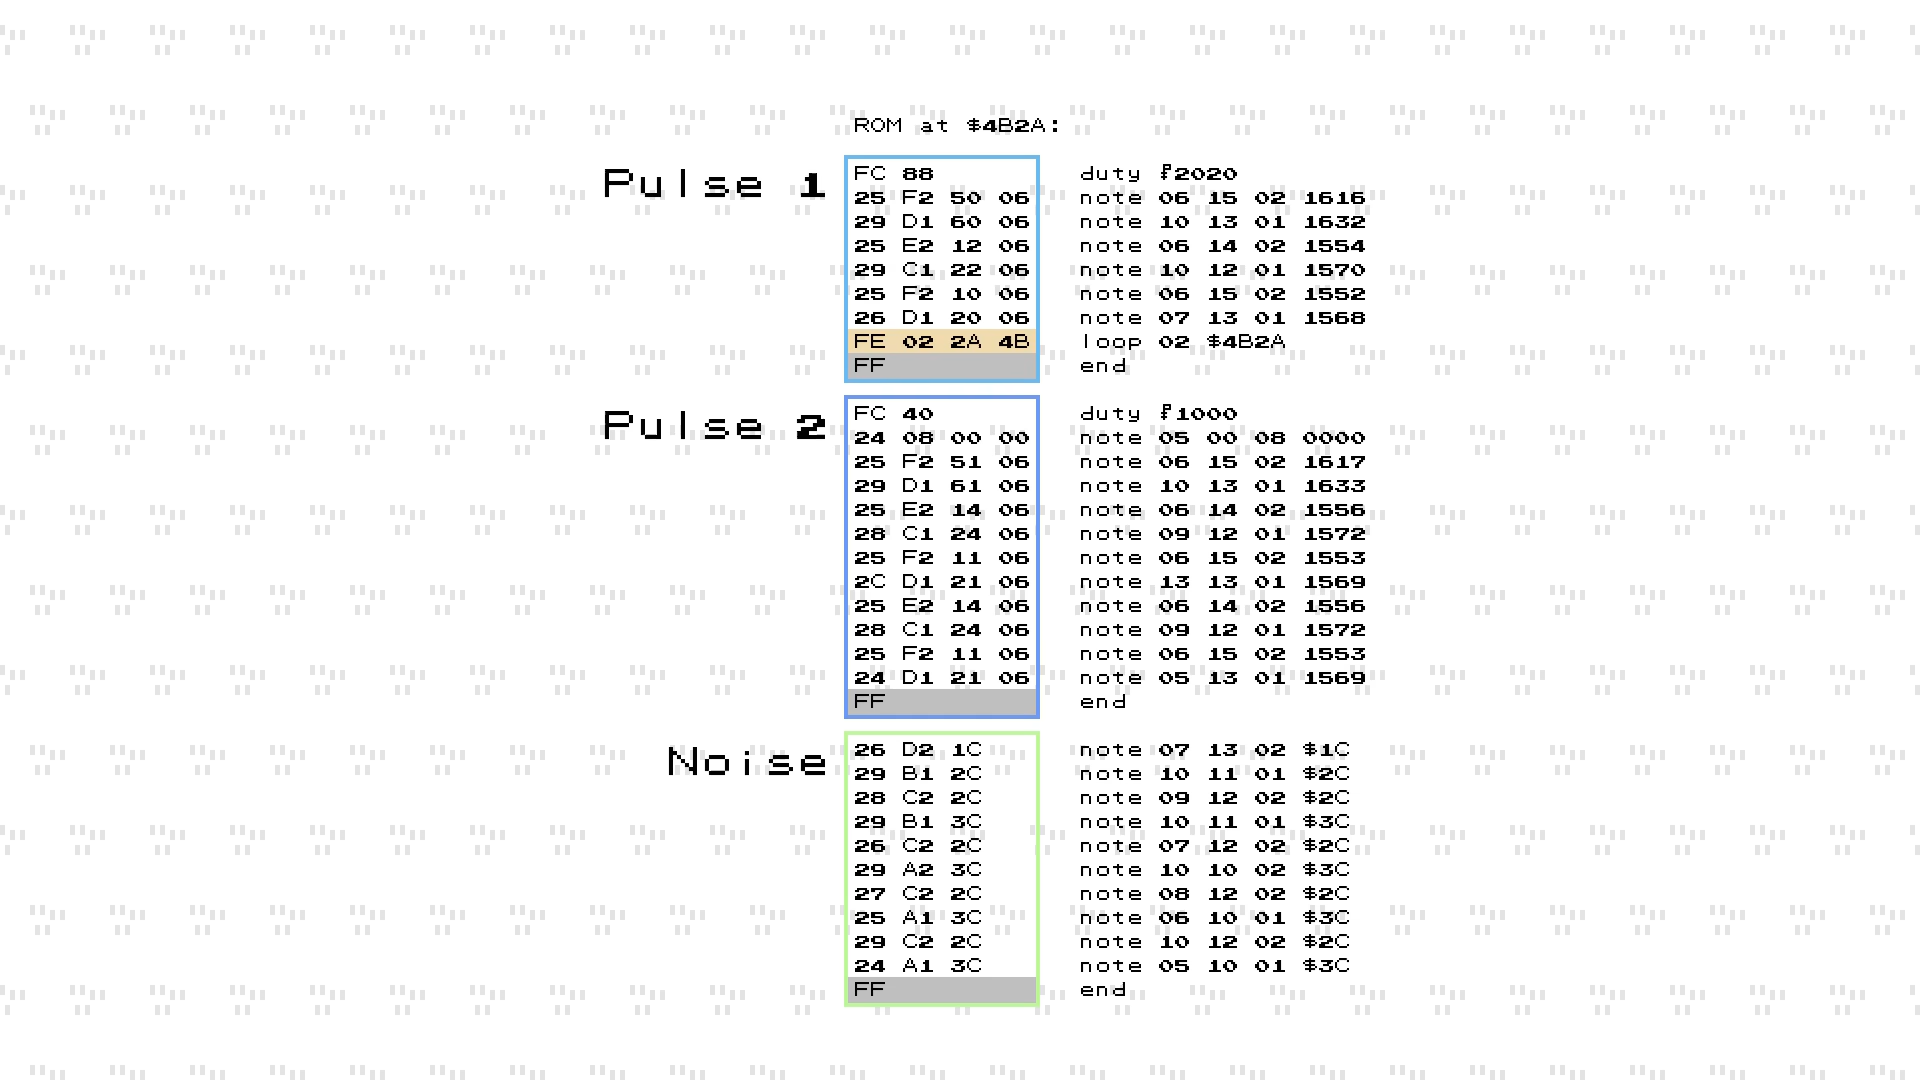 ROM at $4B2A:
Pulse 1
FC 88 duty f2020
25 F2 50 06 note 06 15 02 1616
29 D1 60 06 note 10 13 01 1632
25 E2 12 06 note 06 14 02 1554
29 C1 22 06 note 10 12 01 1570
25 F2 10 06 note 06 15 02 1552
26 D1 20 06 note 07 13 01 1568
FE 02 2A 4B loop 02 $4B2A
FF end
Pulse 2
FC 40 duty f1000
24 08 00 00 note 05 00 08 0000
25 F2 51 06 note 06 15 02 1617
29 D1 61 06 note 10 13 01 1633
25 E2 14 06 note 06 14 02 1556
28 C1 24 06 note 09 12 01 1572
25 F2 11 06 note 06 15 02 1553
2C D1 21 06 note 13 13 01 1569
25 E2 14 06 note 06 14 02 1556
28 C1 24 06 note 09 12 01 1572
25 F2 11 06 note 06 15 02 1553
24 D1 21 06 note 05 13 01 1569
FF end
Noise
26 D2 1C note 07 13 02 $1C
29 B1 2C note 10 11 01 $2C
28 C2 2C note 09 12 02 $2C
29 B1 3C note 10 11 01 $3C
26 C2 2C note 07 12 02 $2C
29 A2 3C note 10 10 02 $3C
27 C2 2C note 08 12 02 $2C
25 A1 3C note 06 10 01 $3C
29 C2 2C note 10 12 02 $2C
24 A1 3C note 05 10 01 $3C
FF end